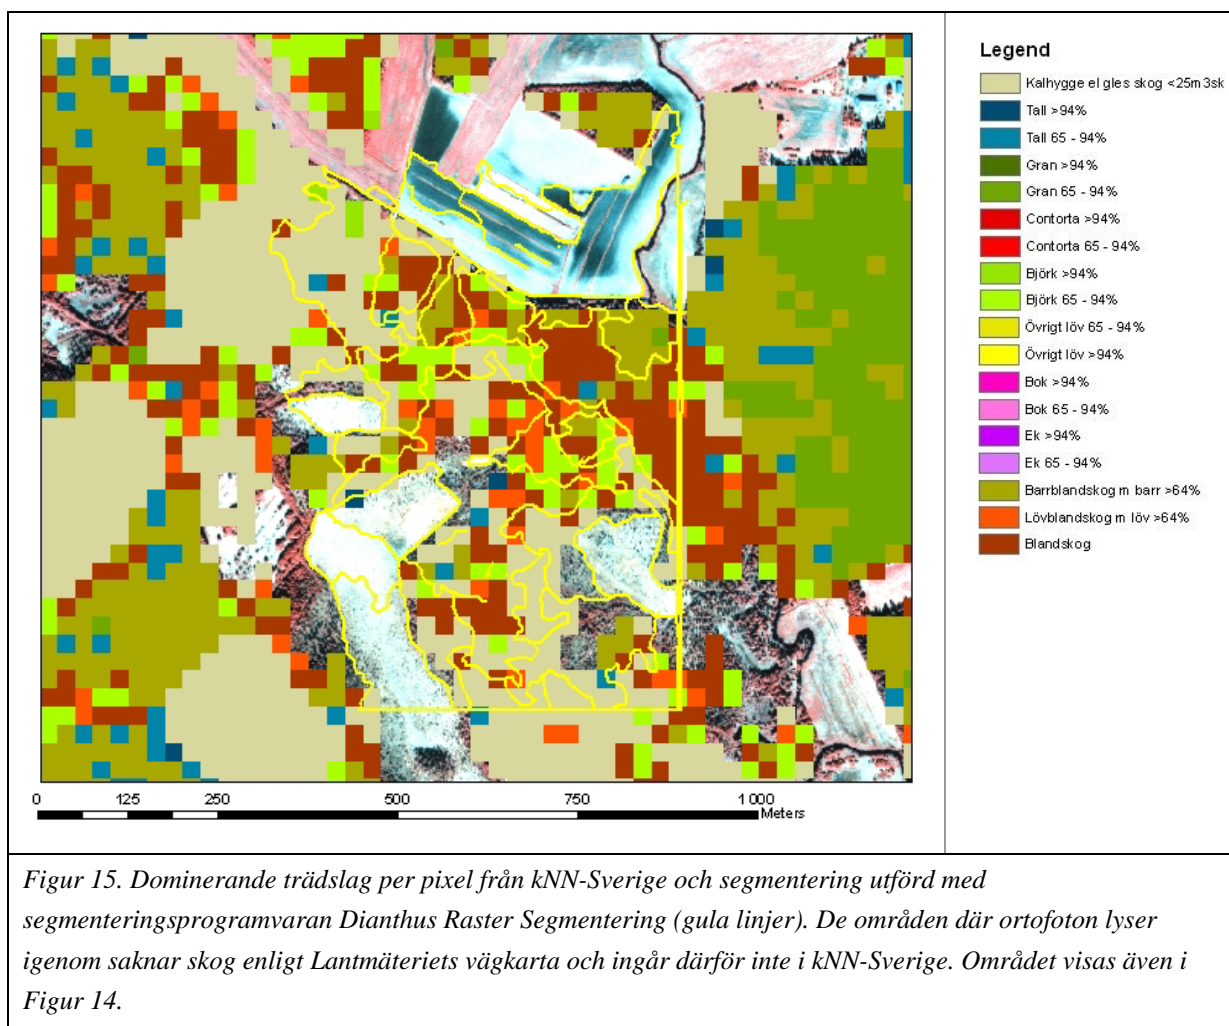 Legend
Kalhygge el gles skog <25m3sk
Tall >94%
Tall 65 - 94%
Gran >94%
Gran 65 - 94%
Contorta >94%
Contorta 65 - 94%
Björk >94%
Björk 65 - 94%
Övrigt löv 65 - 94%
Övrigt löv >94%
Bok >94%
Bok 65 - 94%
Ek >94%
Ek 65 - 94%
Barrblandskog m barr >64%
Lövblandskog m löv >64%
Blandskog
0 125 250 500 750 1 000
Meters
Figur 15. Dominerande trädslag per pixel från kNN-Sverige och segmentering utförd med
segmenteringsprogramvaran Dianthus Raster Segmentering (gula linjer). De områden där ortofoton lyser
igenom saknar skog enligt Lantmäteriets vägkarta och ingår därför inte i kNN-Sverige. Området visas även i
Figur 14.